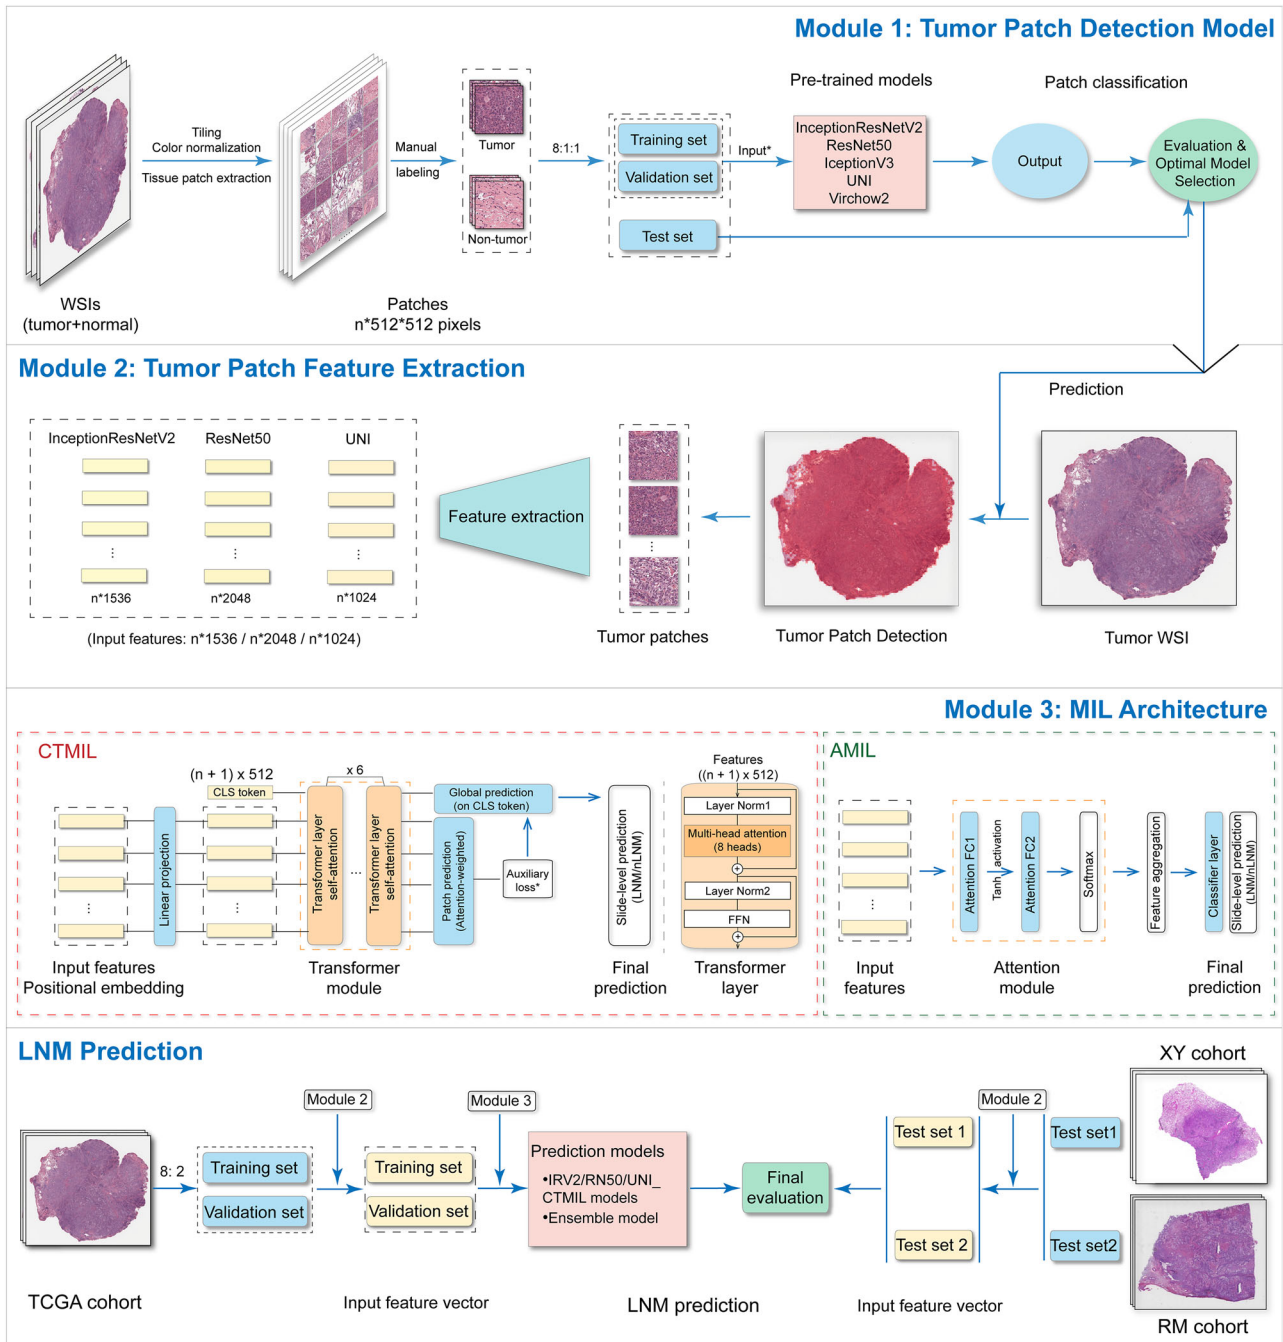 Module 1: Tumor Patch Detection Model
Tiling
Color normalization
Tissue patch extraction
Manual
labeling
Tumor
Non-tumor
8:1:1
Training set
Validation set
Test set
Input*
Pre-trained models
InceptionResNetV2
ResNet50
IceptionV3
UNI
Virchow2
Patch classification
Output
Evaluation &
Optimal Model
Selection
WSIs
(tumor+normal)
Patches
n*512*512 pixels
Module 2: Tumor Patch Feature Extraction
Prediction
InceptionResNetV2
ResNet50
UNI
n*1536
n*2048
n*1024
(Input features: n*1536 / n*2048 / n*1024)
Feature extraction
Tumor patches
Tumor Patch Detection
Tumor WSI
Module 3: MIL Architecture
CTMIL
(n + 1) x 512
CLS token
x 6
Linear projection
Transformer layer
self-attention
...
Transformer layer
self-attention
Global prediction
(on CLS token)
Patch prediction
(Attention-weighted)
Auxiliary
loss*
Slide-level prediction
(LNM/nLNM)
Features
((n + 1) x 512)
Layer Norm1
Multi-head attention
(8 heads)
Layer Norm2
FFN
Input features
Positional embedding
Transformer
module
Final
prediction
Transformer
layer
AMIL
Attention FC1
Tanh activation
Attention FC2
Softmax
Feature aggregation
Classifier layer
Slide-level prediction
(LNM/nLNM)
Input
features
Attention
module
Final
prediction
LNM Prediction
8: 2
Training set
Validation set
Module 2
Training set
Validation set
Module 3
Prediction models
•IRV2/RN50/UNI_
CTMIL models
•Ensemble model
Final
evaluation
Test set 1
Test set 2
Module 2
Test set1
Test set2
XY cohort
RM cohort
TCGA cohort
Input feature vector
LNM prediction
Input feature vector